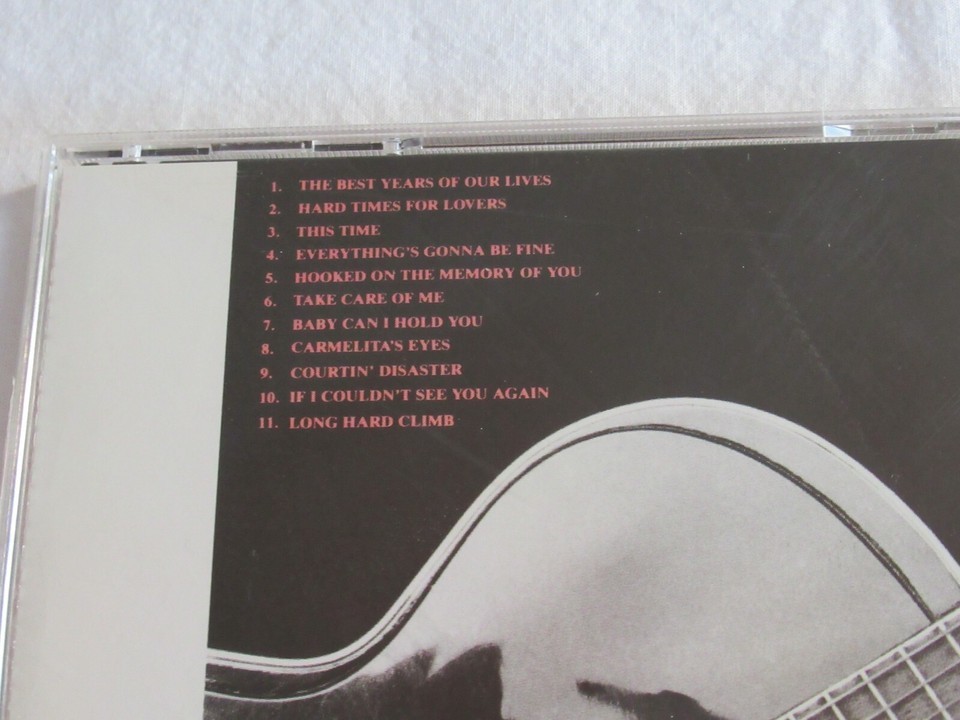 1. THE BEST YEARS OF OUR LIVES
2. HARD TIMES FOR LOVERS
3. THIS TIME
4. EVERYTHING'S GONNA BE FINE
5. HOOKED ON THE MEMORY OF YOU
6. TAKE CARE OF ME
7. BABY CAN I HOLD YOU
8. CARMELITA'S EYES
9. COURTIN' DISASTER
10. IF I COULDN'T SEE YOU AGAIN
11. LONG HARD CLIMB